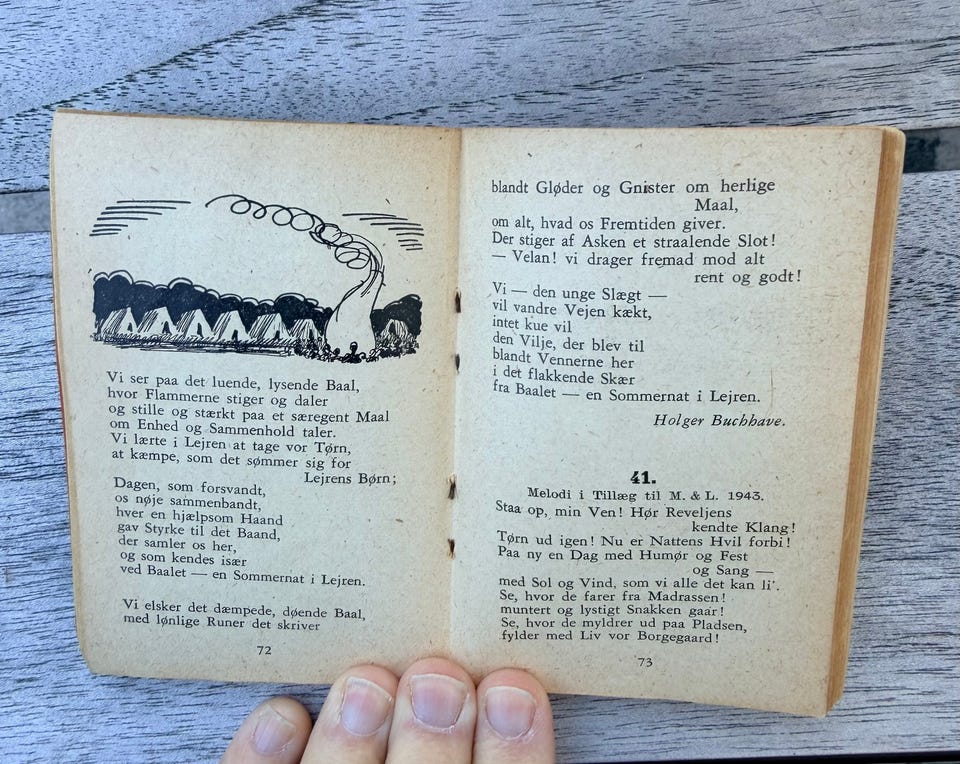 Vi ser paa det luende, lysende Baal,
hvor Flammerne stiger og daler
og stille og stærkt paa et særegent Maal
om Enhed og Sammenhold taler.
Vi lærte i Lejren at tage vor Tørn,
at kæmpe, som det sømmer sig for
Lejrens Børn;
Dagen, som forsvandt,
os nøje sammenbandt,
hver en hjælpsom Haand
gav Styrke til det Baand,
der samler os her,
og som kendes især
ved Baalet — en Sommernat i Lejren.
Vi elsker det dæmpede, døende Baal,
med lønlige Runer det skriver
72
blandt Gløder og Gnister om herlige
Maal,
om alt, hvad os Fremtiden giver.
Der stiger af Asken et straalende Slot!
— Velan! vi drager fremad mod alt
rent og godt!
Vi — den unge Slægt —
vil vandre Vejen kækt,
intet kue vil
den Vilje, der blev til
blandt Vennerne her
i det flakkende Skær
fra Baalet — en Sommernat i Lejren.
Holger Buchhave.
41.
Melodi i Tillæg til M. & L. 1943.
Staa op, min Ven! Hør Reveljens
kendte Klang!
Tørn ud igen! Nu er Nattens Hvil forbi!
Paa ny en Dag med Humør og Fest
og Sang —
med Sol og Vind, som vi alle det kan li'.
Se, hvor de farer fra Madrassen!
muntert og lystigt Snakken gaar!
Se, hvor de myldrer ud paa Pladsen,
fylder med Liv vor Borgegaard!
73